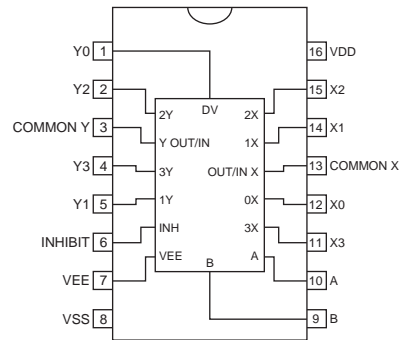 Y0 1
Y2 2
COMMON Y 3
Y3 4
Y1 5
INHIBIT 6
VEE 7
VSS 8
16 VDD
15 X2
14 X1
13 COMMON X
12 X0
11 X3
10 A
9 B
DV
2Y
Y OUT/IN
3Y
1Y
INH
VEE
B
2X
1X
OUT/IN X
0X
3X
A